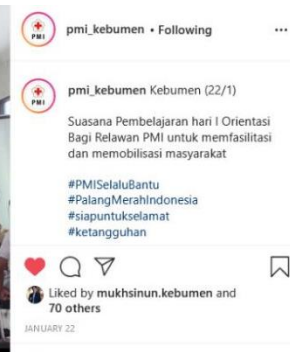 PMI
pmi_kebumen • Following
PMI
pmi_kebumen Kebumen (22/1)
Suasana Pembelajaran hari I Orientasi
Bagi Relawan PMI untuk memfasilitasi
dan memobilisasi masyarakat
#PMISelaluBantu
#PalangMerahIndonesia
#siapuntukselamat
#ketangguhan
Liked by mukhsinun.kebumen and
70 others
JANUARY 22